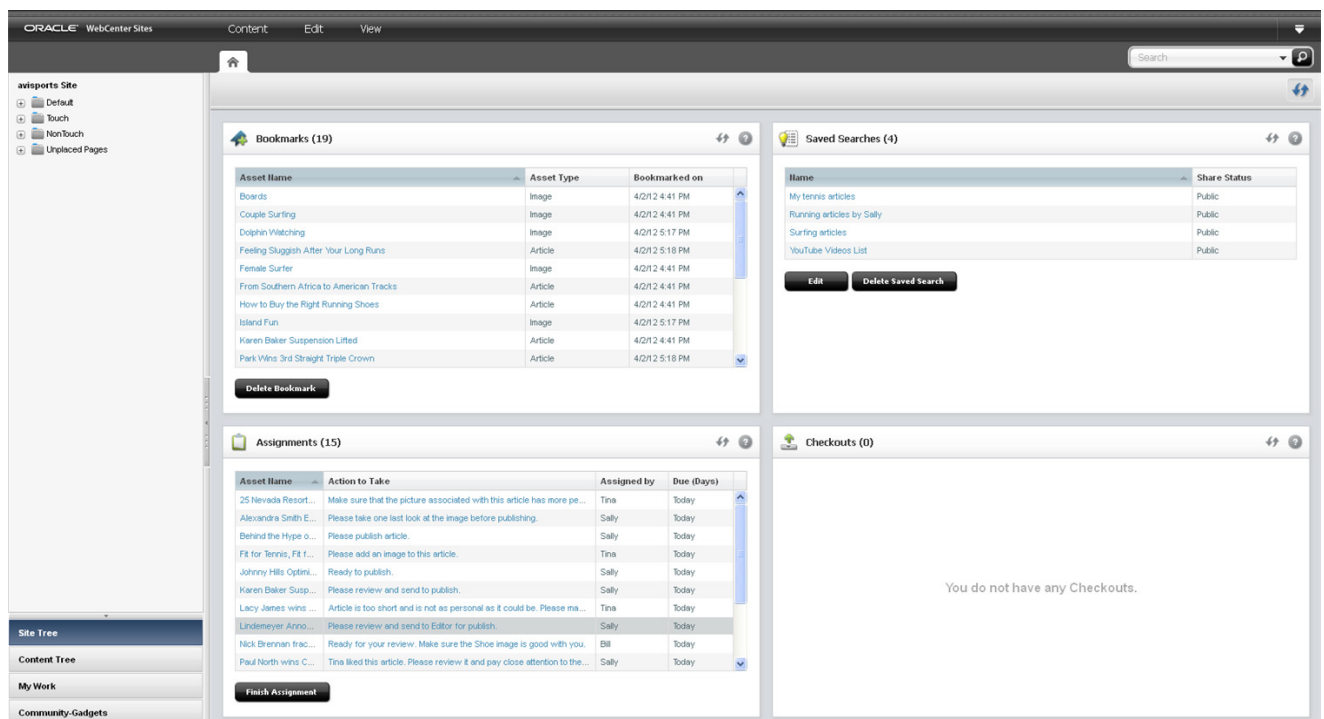 ORACLE WebCenter Sites
Content Edit View
Search
avisports Site
Default
Touch
NonTouch
Unplaced Pages
Bookmarks (19)
Asset Name Asset Type Bookmarked on
Boards Image 4/2/12 4:41 PM
Couple Surfing Image 4/2/12 4:41 PM
Dolphin Watching Image 4/2/12 5:17 PM
Feeling Sluggish After Your Long Runs Article 4/2/12 5:18 PM
Female Surfer Image 4/2/12 4:41 PM
From Southern Africa to American Tracks Article 4/2/12 4:41 PM
How to Buy the Right Running Shoes Article 4/2/12 4:41 PM
Island Fun Image 4/2/12 5:17 PM
Karen Baker Suspension Lifted Article 4/2/12 4:41 PM
Park Wins 3rd Straight Triple Crown Article 4/2/12 5:18 PM
Delete Bookmark
Saved Searches (4)
Name Share Status
My tennis articles Public
Running articles by Sally Public
Surfing articles Public
YouTube Videos List Public
Edit Delete Saved Search
Assignments (15)
Asset Name Action to Take Assigned by Due (Days)
25 Nevada Resort... Make sure that the picture associated with this article has more pe... Tina Today
Alexandra Smith E... Please take one last look at the image before publishing. Sally Today
Behind the Hype o... Please publish article. Sally Today
Fit for Tennis, Fit f... Please add an image to this article. Tina Today
Johnny Hills Optimi... Ready to publish. Sally Today
Karen Baker Susp... Please review and send to publish. Sally Today
Lacy James wins ... Article is too short and is not as personal as it could be. Please ma... Tina Today
Lindemeyer Anno... Please review and send to Editor for publish. Sally Today
Nick Brennan frac... Ready for your review. Make sure the Shoe image is good with you. Bill Today
Paul North wins C... Tina liked this article. Please review it and pay close attention to the... Sally Today
Finish Assignment
Checkouts (0)
You do not have any Checkouts.
Site Tree
Content Tree
My Work
Community-Gadgets